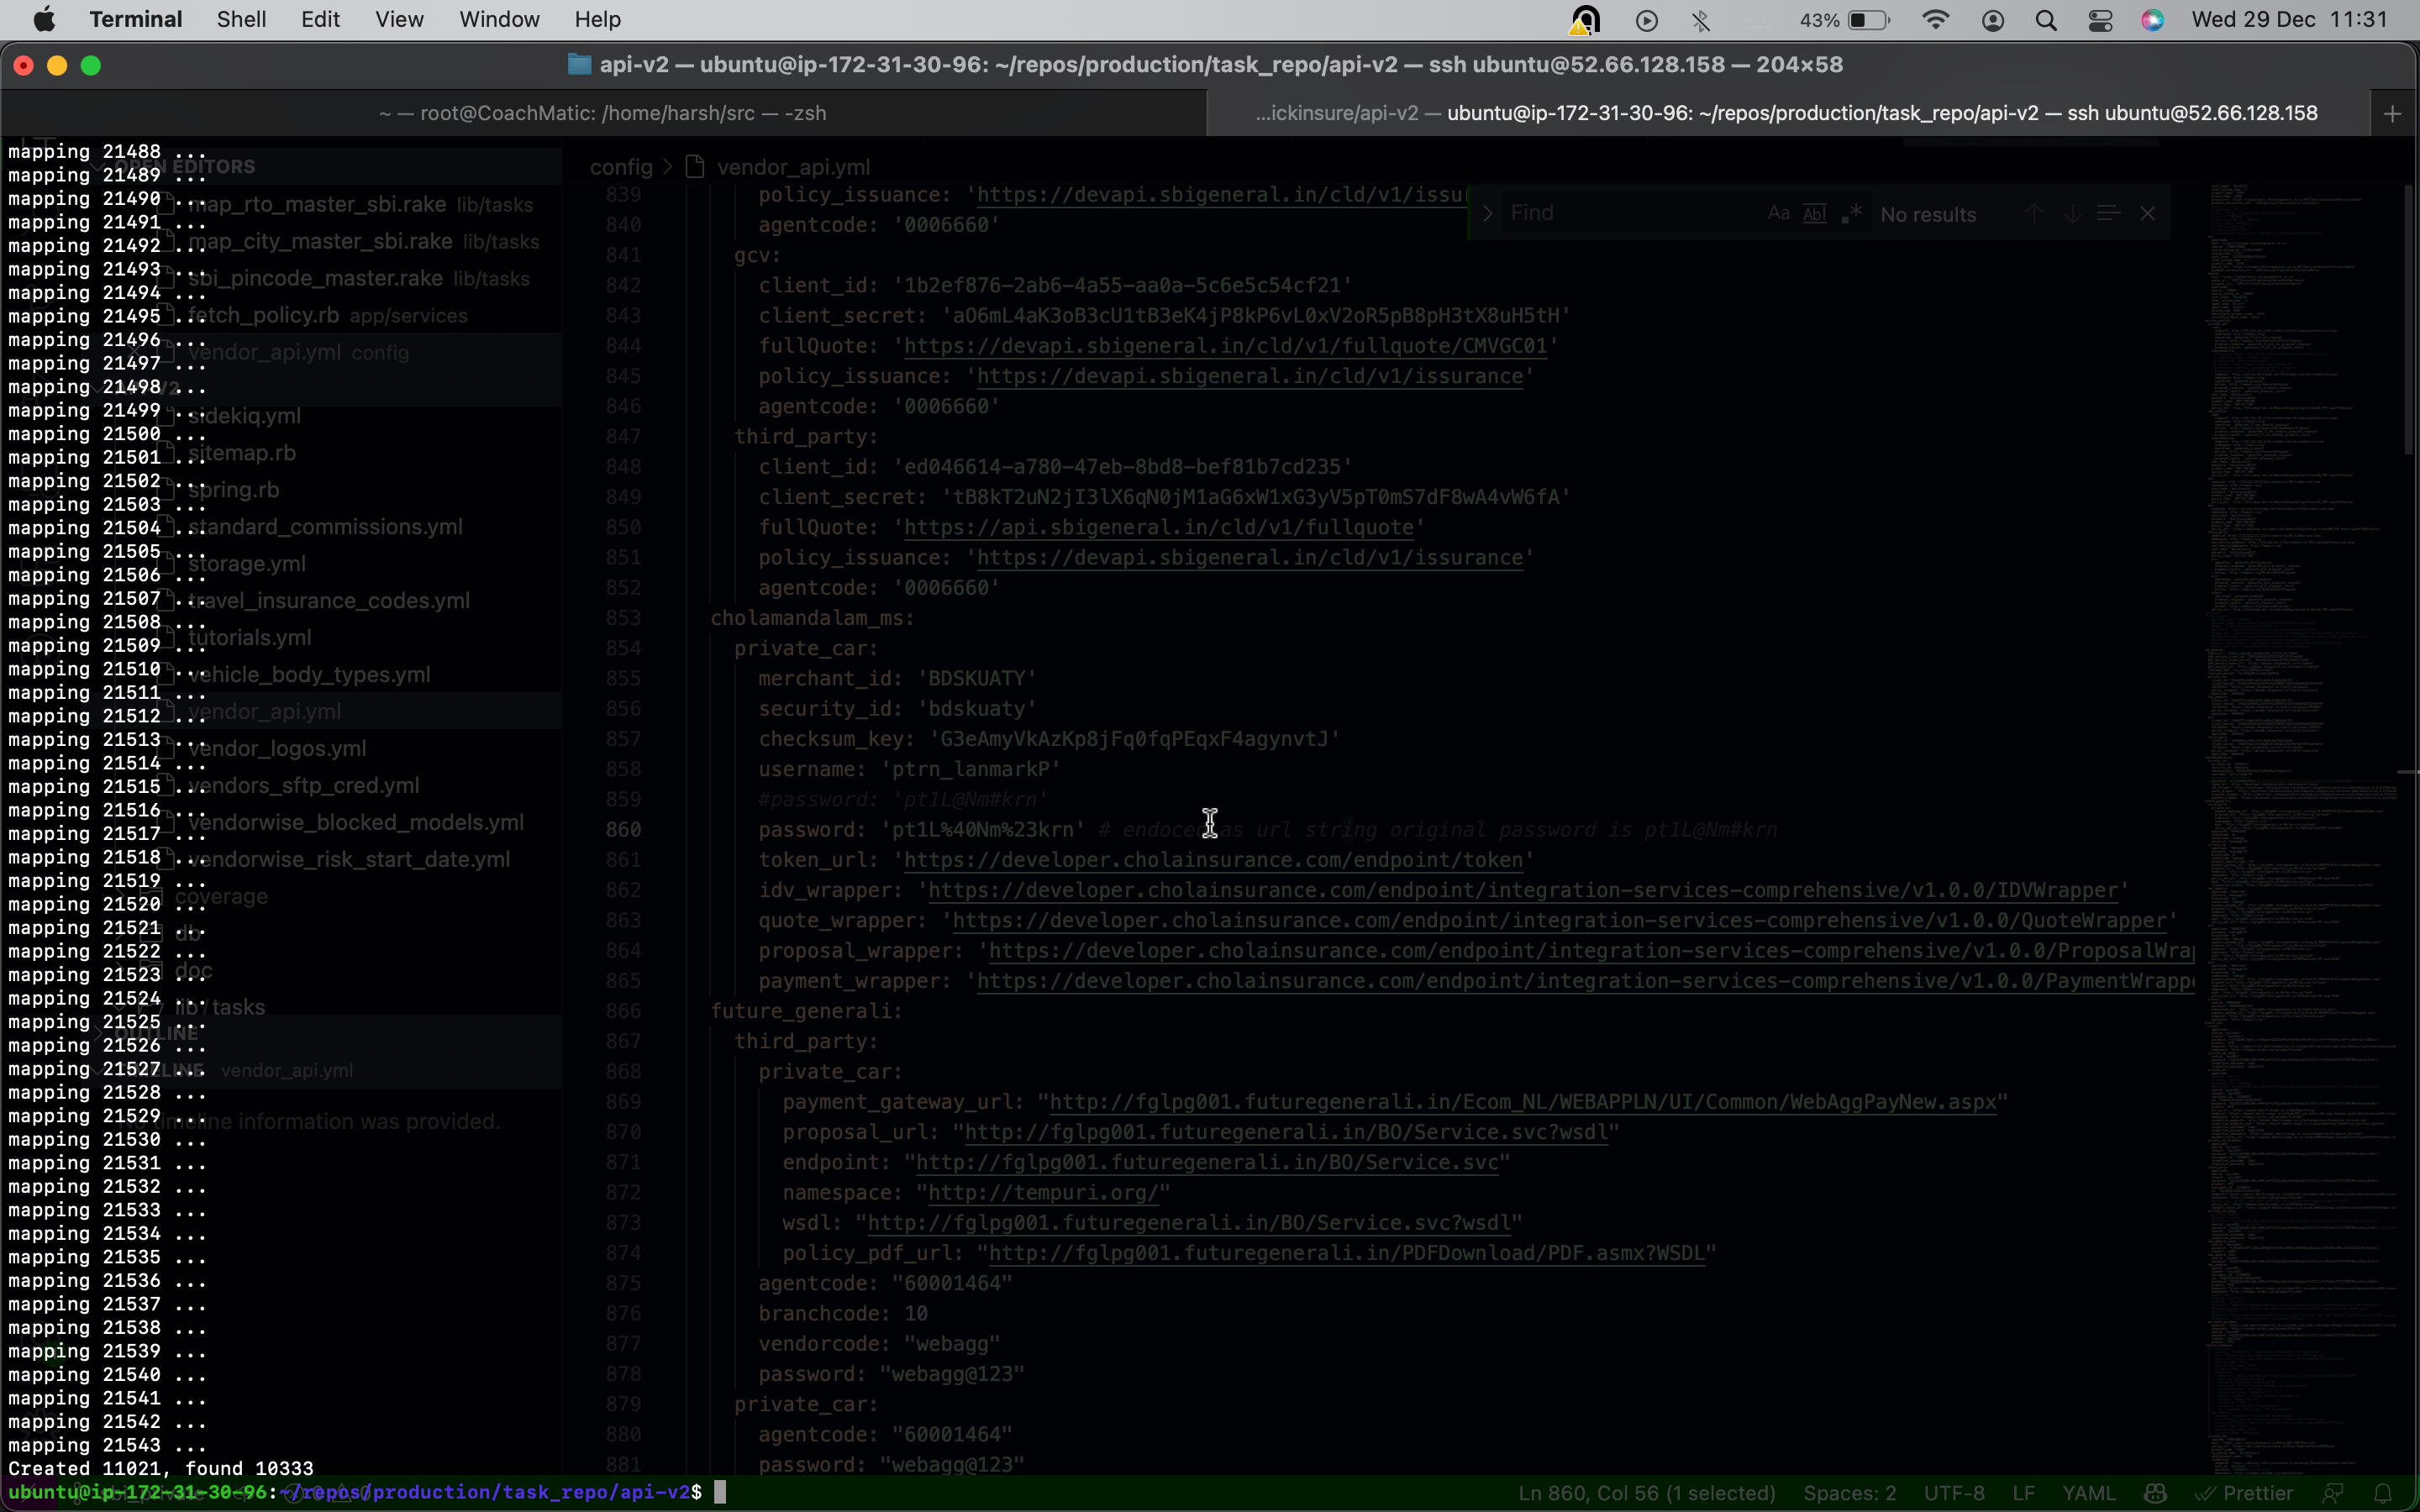 Terminal Shell Edit View Window Help
43% Wed 29 Dec 11:31
api-v2 — ubuntu@ip-172-31-30-96: ~/repos/production/task_repo/api-v2 — ssh ubuntu@52.66.128.158 — 204×58
~ — root@CoachMatic: /home/harsh/src — -zsh
...ickinsure/api-v2 — ubuntu@ip-172-31-30-96: ~/repos/production/task_repo/api-v2 — ssh ubuntu@52.66.128.158
mapping 21488 ...
mapping 21489 ...
mapping 21490 ...
mapping 21491 ...
mapping 21492 ...
mapping 21493 ...
mapping 21494 ...
mapping 21495 ...
mapping 21496 ...
mapping 21497 ...
mapping 21498 ...
mapping 21499 ...
mapping 21500 ...
mapping 21501 ...
mapping 21502 ...
mapping 21503 ...
mapping 21504 ...
mapping 21505 ...
mapping 21506 ...
mapping 21507 ...
mapping 21508 ...
mapping 21509 ...
mapping 21510 ...
mapping 21511 ...
mapping 21512 ...
mapping 21513 ...
mapping 21514 ...
mapping 21515 ...
mapping 21516 ...
mapping 21517 ...
mapping 21518 ...
mapping 21519 ...
mapping 21520 ...
mapping 21521 ...
mapping 21522 ...
mapping 21523 ...
mapping 21524 ...
mapping 21525 ...
mapping 21526 ...
mapping 21527 ...
mapping 21528 ...
mapping 21529 ...
mapping 21530 ...
mapping 21531 ...
mapping 21532 ...
mapping 21533 ...
mapping 21534 ...
mapping 21535 ...
mapping 21536 ...
mapping 21537 ...
mapping 21538 ...
mapping 21539 ...
mapping 21540 ...
mapping 21541 ...
mapping 21542 ...
mapping 21543 ...
Created 11021, found 10333
ubuntu@ip-172-31-30-96:~/repos/production/task_repo/api-v2$
OPEN EDITORS
map_rto_master_sbi.rake lib/tasks
map_city_master_sbi.rake lib/tasks
sbi_pincode_master.rake lib/tasks
fetch_policy.rb app/services
vendor_api.yml config
sidekiq.yml
sitemap.rb
spring.rb
standard_commissions.yml
storage.yml
travel_insurance_codes.yml
tutorials.yml
vehicle_body_types.yml
vendor_api.yml
vendor_logos.yml
vendors_sftp_cred.yml
vendorwise_blocked_models.yml
vendorwise_risk_start_date.yml
coverage
db
doc
lib/tasks
OUTLINE
TIMELINE vendor_api.yml
No timeline information was provided.
config > vendor_api.yml
Find Aa Abl .* No results
839 policy_issuance: 'https://devapi.sbigeneral.in/cld/v1/issur
840 agentcode: '0006660'
841 gcv:
842 client_id: '1b2ef876-2ab6-4a55-aa0a-5c6e5c54cf21'
843 client_secret: 'aO6mL4aK3oB3cU1tB3eK4jP8kP6vL0xV2oR5pB8pH3tX8uH5tH'
844 fullQuote: 'https://devapi.sbigeneral.in/cld/v1/fullquote/CMVGC01'
845 policy_issuance: 'https://devapi.sbigeneral.in/cld/v1/issurance'
846 agentcode: '0006660'
847 third_party:
848 client_id: 'ed046614-a780-47eb-8bd8-bef81b7cd235'
849 client_secret: 'tB8kT2uN2jI3lX6qN0jM1aG6xW1xG3yV5pT0mS7dF8wA4vW6fA'
850 fullQuote: 'https://api.sbigeneral.in/cld/v1/fullquote'
851 policy_issuance: 'https://devapi.sbigeneral.in/cld/v1/issurance'
852 agentcode: '0006660'
853 cholamandalam_ms:
854 private_car:
855 merchant_id: 'BDSKUATY'
856 security_id: 'bdskuaty'
857 checksum_key: 'G3eAmyVkAzKp8jFq0fqPEqxF4agynvtJ'
858 username: 'ptrn_lanmarkP'
859 #password: 'pt1L@Nm#krn'
860 password: 'pt1L%40Nm%23krn' # endoced as url string original password is pt1L@Nm#krn
861 token_url: 'https://developer.cholainsurance.com/endpoint/token'
862 idv_wrapper: 'https://developer.cholainsurance.com/endpoint/integration-services-comprehensive/v1.0.0/IDVWrapper'
863 quote_wrapper: 'https://developer.cholainsurance.com/endpoint/integration-services-comprehensive/v1.0.0/QuoteWrapper'
864 proposal_wrapper: 'https://developer.cholainsurance.com/endpoint/integration-services-comprehensive/v1.0.0/ProposalWrap
865 payment_wrapper: 'https://developer.cholainsurance.com/endpoint/integration-services-comprehensive/v1.0.0/PaymentWrappe
866 future_generali:
867 third_party:
868 private_car:
869 payment_gateway_url: "http://fglpg001.futuregenerali.in/Ecom_NL/WEBAPPLN/UI/Common/WebAggPayNew.aspx"
870 proposal_url: "http://fglpg001.futuregenerali.in/BO/Service.svc?wsdl"
871 endpoint: "http://fglpg001.futuregenerali.in/BO/Service.svc"
872 namespace: "http://tempuri.org/"
873 wsdl: "http://fglpg001.futuregenerali.in/BO/Service.svc?wsdl"
874 policy_pdf_url: "http://fglpg001.futuregenerali.in/PDFDownload/PDF.asmx?WSDL"
875 agentcode: "60001464"
876 branchcode: 10
877 vendorcode: "webagg"
878 password: "webagg@123"
879 private_car:
880 agentcode: "60001464"
881 password: "webagg@123"
Ln 860, Col 56 (1 selected) Spaces: 2 UTF-8 LF YAML Prettier